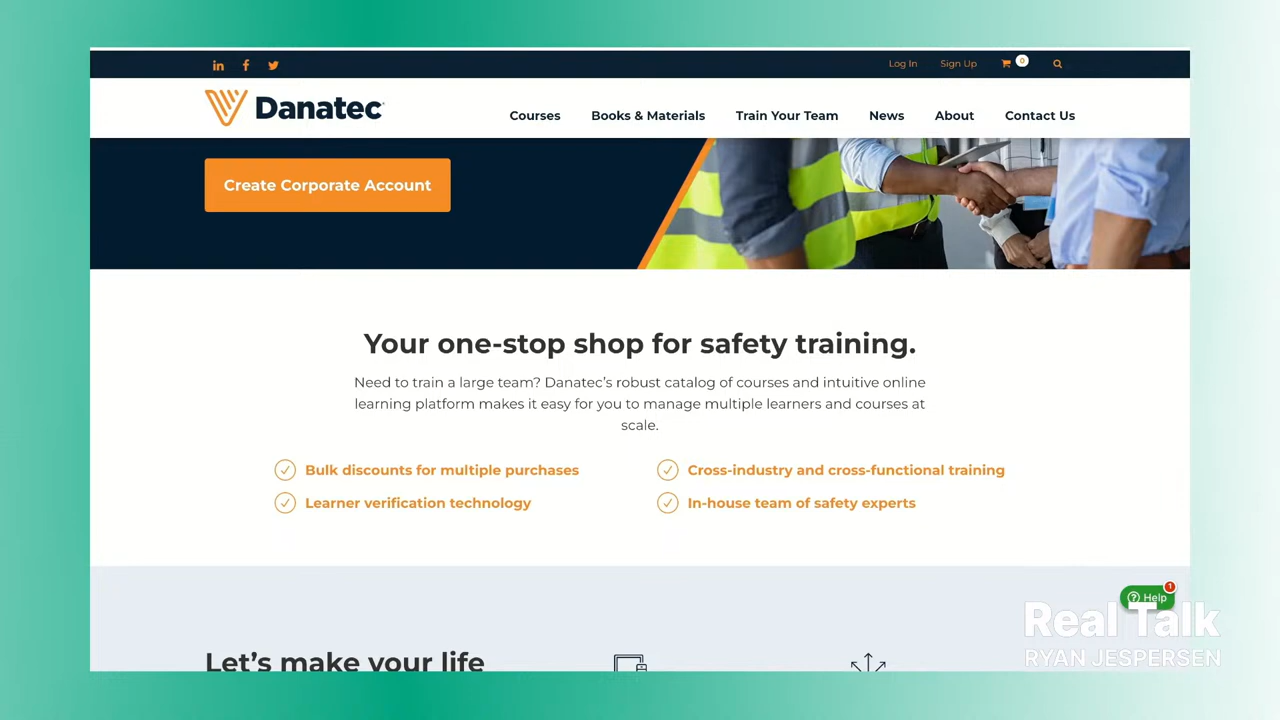 Log In
Sign Up
0
Danatec
Courses
Books & Materials
Train Your Team
News
About
Contact Us
Create Corporate Account
Your one-stop shop for safety training.
Need to train a large team? Danatec's robust catalog of courses and intuitive online
learning platform makes it easy for you to manage multiple learners and courses at
scale.
Bulk discounts for multiple purchases
Cross-industry and cross-functional training
Learner verification technology
In-house team of safety experts
1
Help
Real Talk
RYAN JESPERSEN
Let's make your life